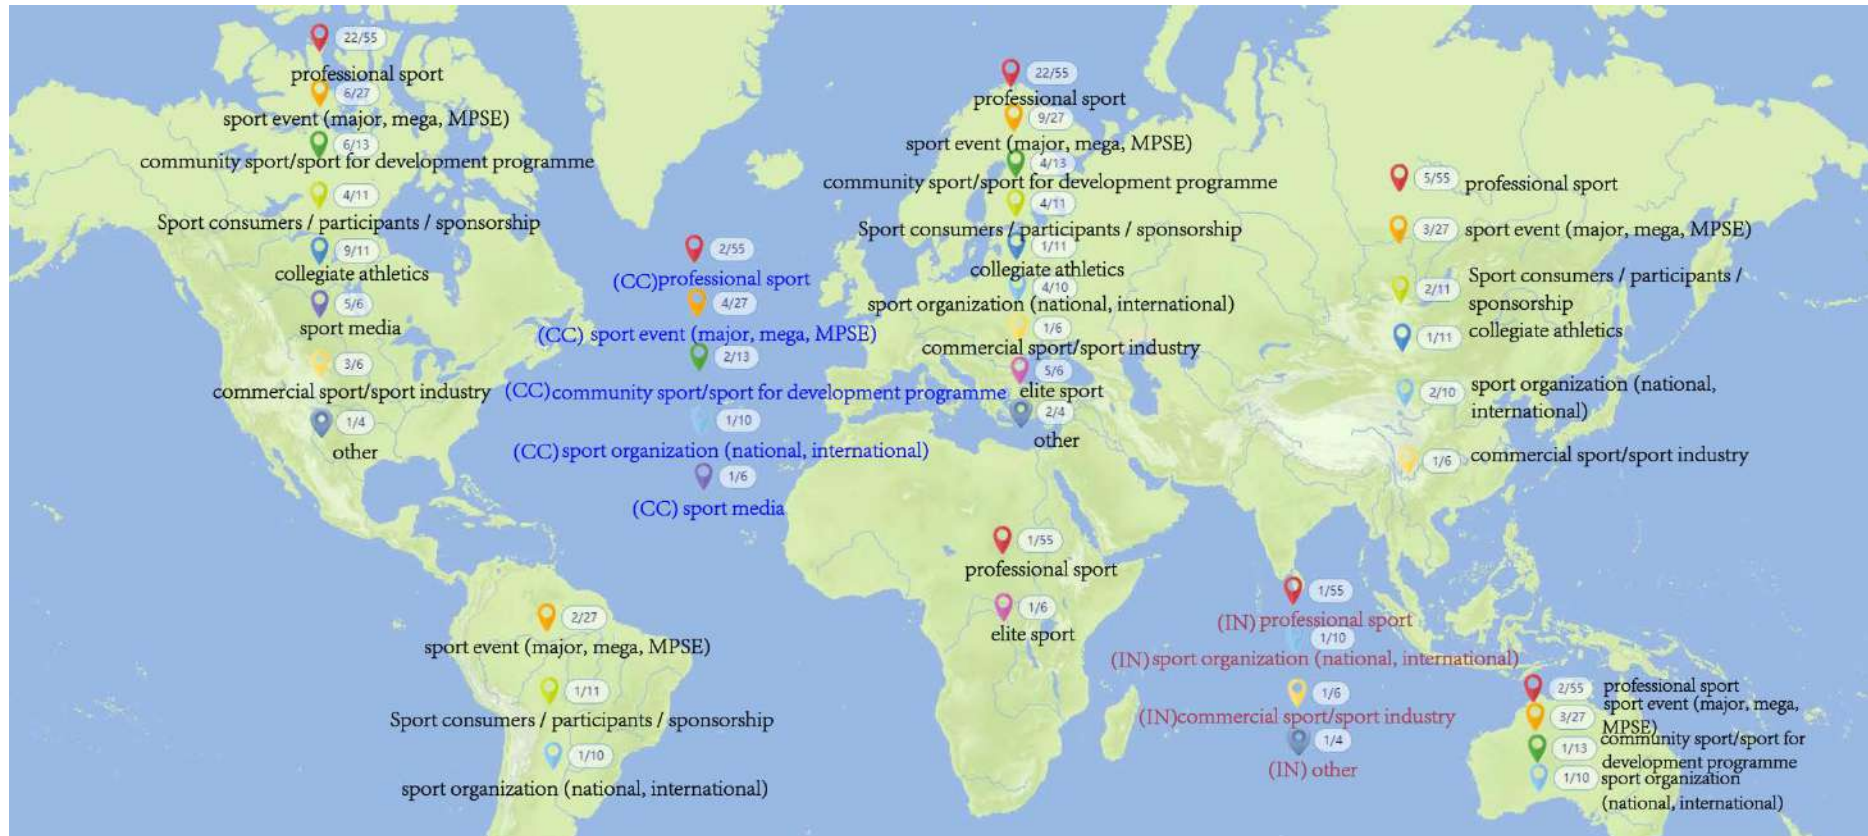 22/55
professional sport
6/27
sport event (major, mega, MPSE)
6/13
community sport/sport for development programme
4/11
Sport consumers / participants / sponsorship
9/11
collegiate athletics
5/6
sport media
3/6
commercial sport/sport industry
1/4
other
2/55
(CC)professional sport
4/27
(CC) sport event (major, mega, MPSE)
2/13
(CC)community sport/sport for development programme
1/10
(CC)sport organization (national, international)
1/6
(CC) sport media
22/55
professional sport
9/27
sport event (major, mega, MPSE)
4/13
community sport/sport for development programme
4/11
Sport consumers / participants / sponsorship
1/11
collegiate athletics
4/10
sport organization (national, international)
1/6
commercial sport/sport industry
5/6
elite sport
2/4
other
5/55 professional sport
3/27 sport event (major, mega, MPSE)
2/11 Sport consumers / participants /
sponsorship
1/11 collegiate athletics
2/10 sport organization (national,
international)
1/6 commercial sport/sport industry
2/27
sport event (major, mega, MPSE)
1/11
Sport consumers / participants / sponsorship
1/10
sport organization (national, international)
1/55
professional sport
1/6
elite sport
1/55
(IN) professional sport
1/10
(IN)sport organization (national, international)
1/6
(IN)commercial sport/sport industry
1/4
(IN) other
2/55 professional sport
3/27 sport event (major, mega,
MPSE)
1/13 community sport/sport for
development programme
1/10 sport organization
(national, international)